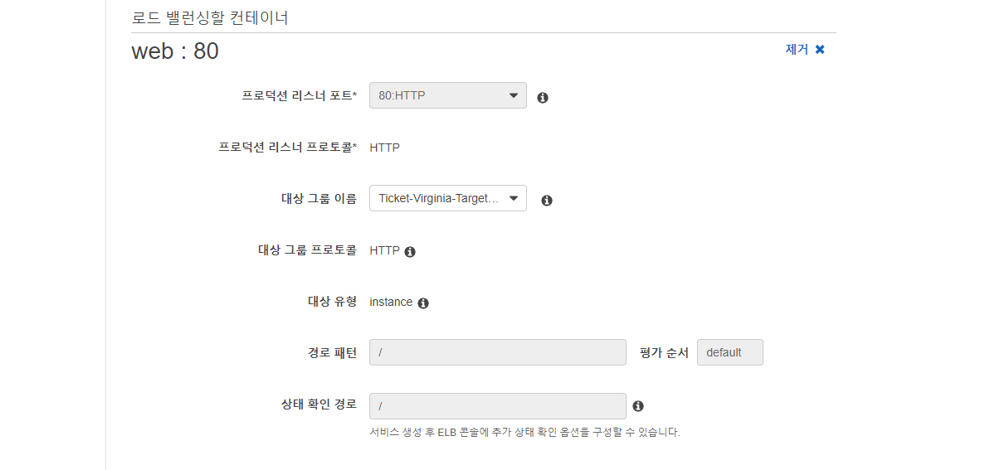 로드 밸런싱할 컨테이너
web : 80
제거 ✖
프로덕션 리스너 포트* 80:HTTP
프로덕션 리스너 프로토콜* HTTP
대상 그룹 이름 Ticket-Virginia-Target...
대상 그룹 프로토콜 HTTP
대상 유형 instance
경로 패턴 / 평가 순서 default
상태 확인 경로 /
서비스 생성 후 ELB 콘솔에 추가 상태 확인 옵션을 구성할 수 있습니다.